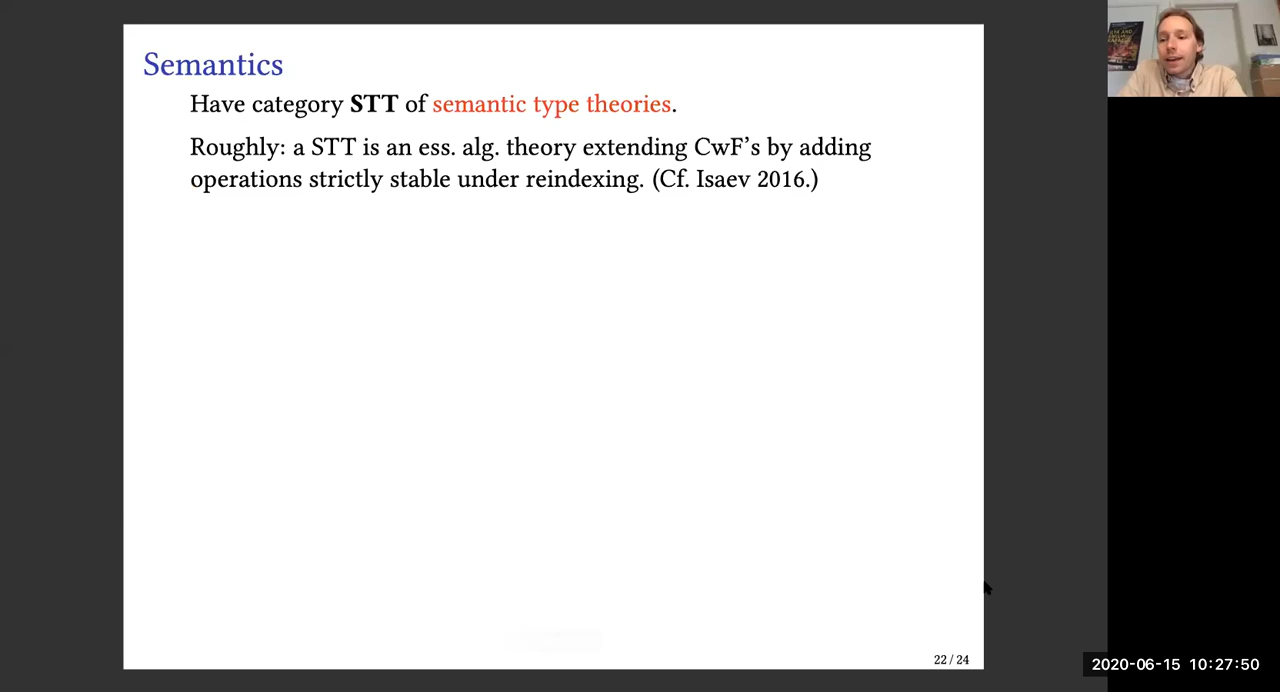 Semantics
Have category STT of semantic type theories.
Roughly: a STT is an ess. alg. theory extending CwF’s by adding
operations strictly stable under reindexing. (Cf. Isaev 2016.)
22 / 24
2020-06-15 10:27:50